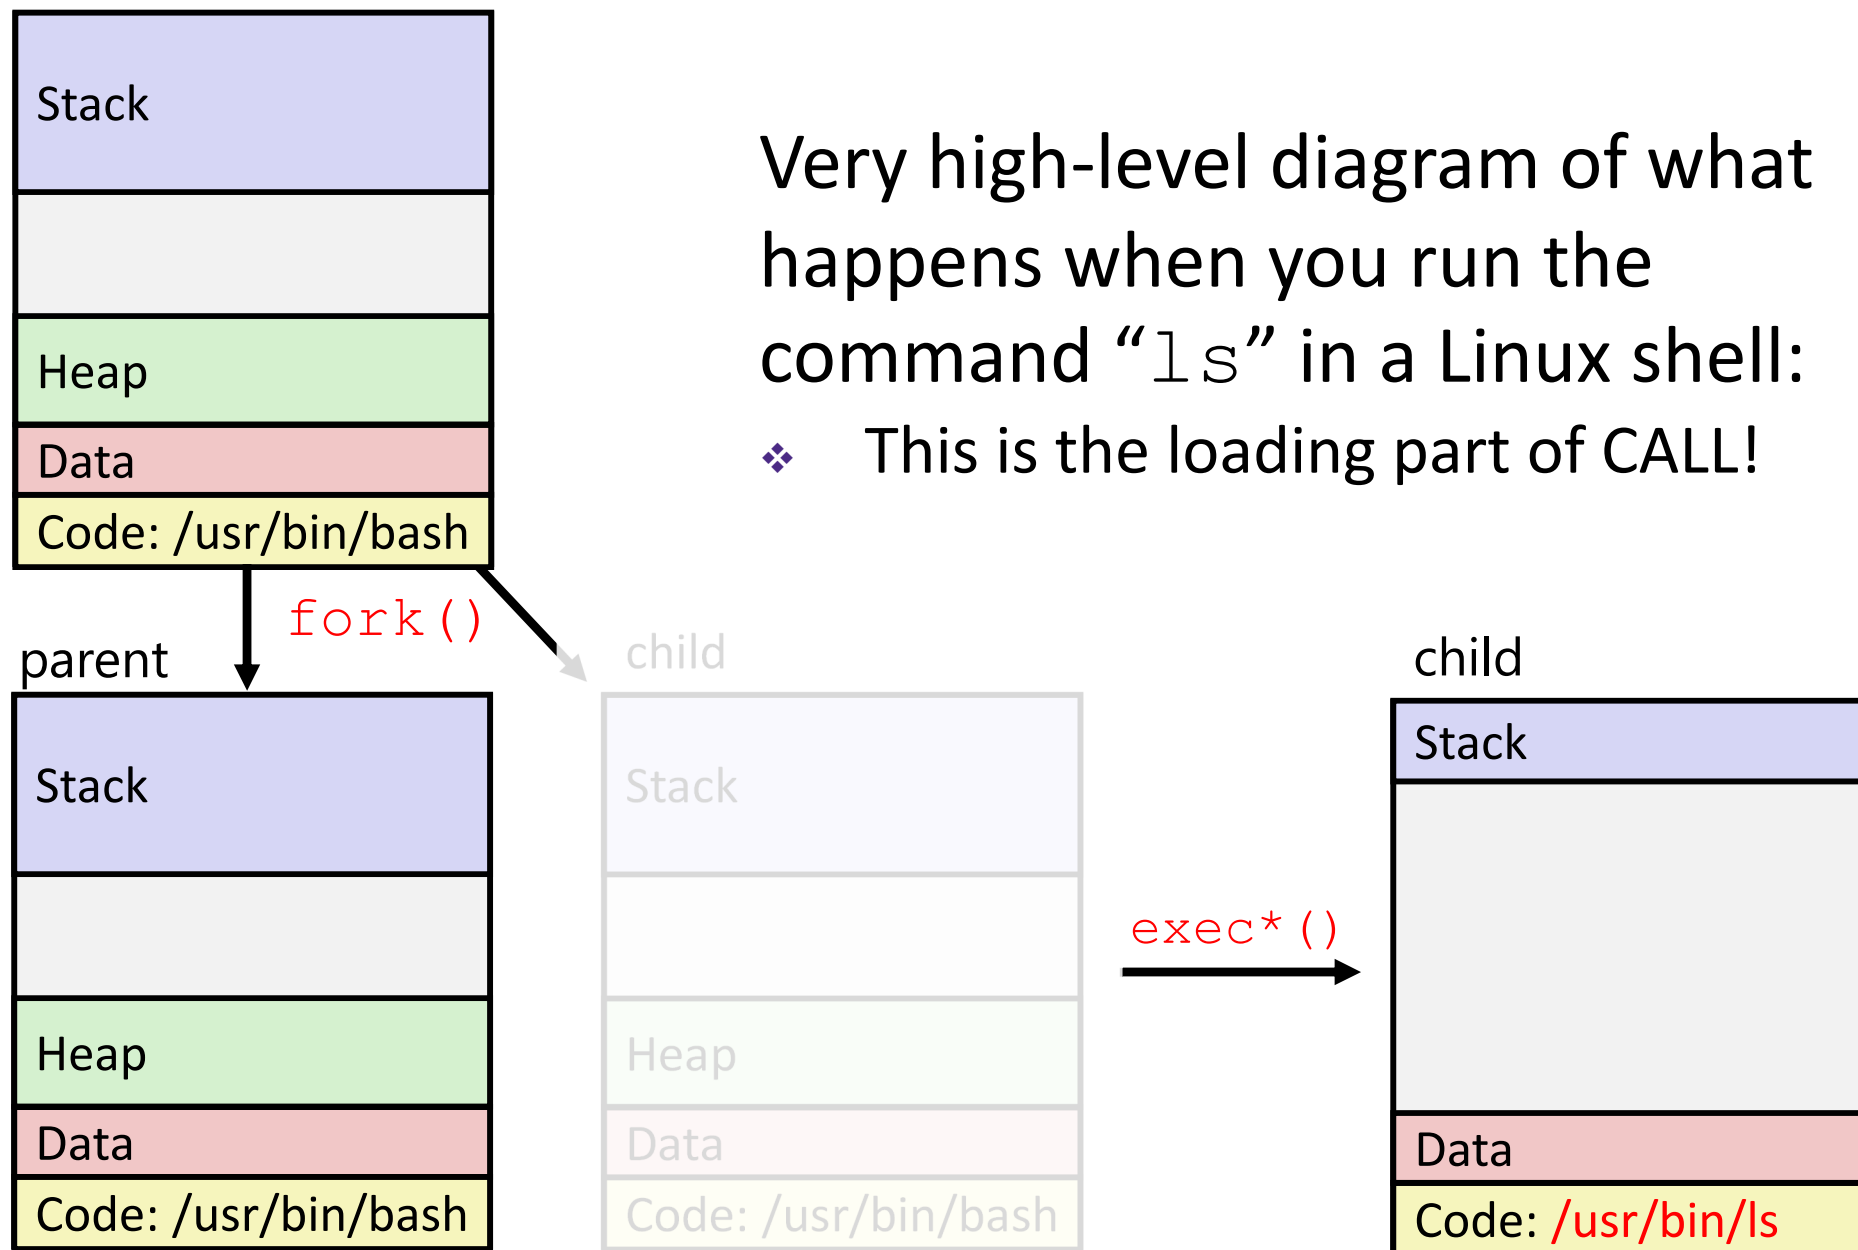 Stack
Heap
Data
Code: /usr/bin/bash
Very high-level diagram of what
happens when you run the
command “ls” in a Linux shell:
❖ This is the loading part of CALL!
fork()
parent
Stack
Heap
Data
Code: /usr/bin/bash
child
Stack
Heap
Data
Code: /usr/bin/bash
exec*()
child
Stack
Data
Code: /usr/bin/ls